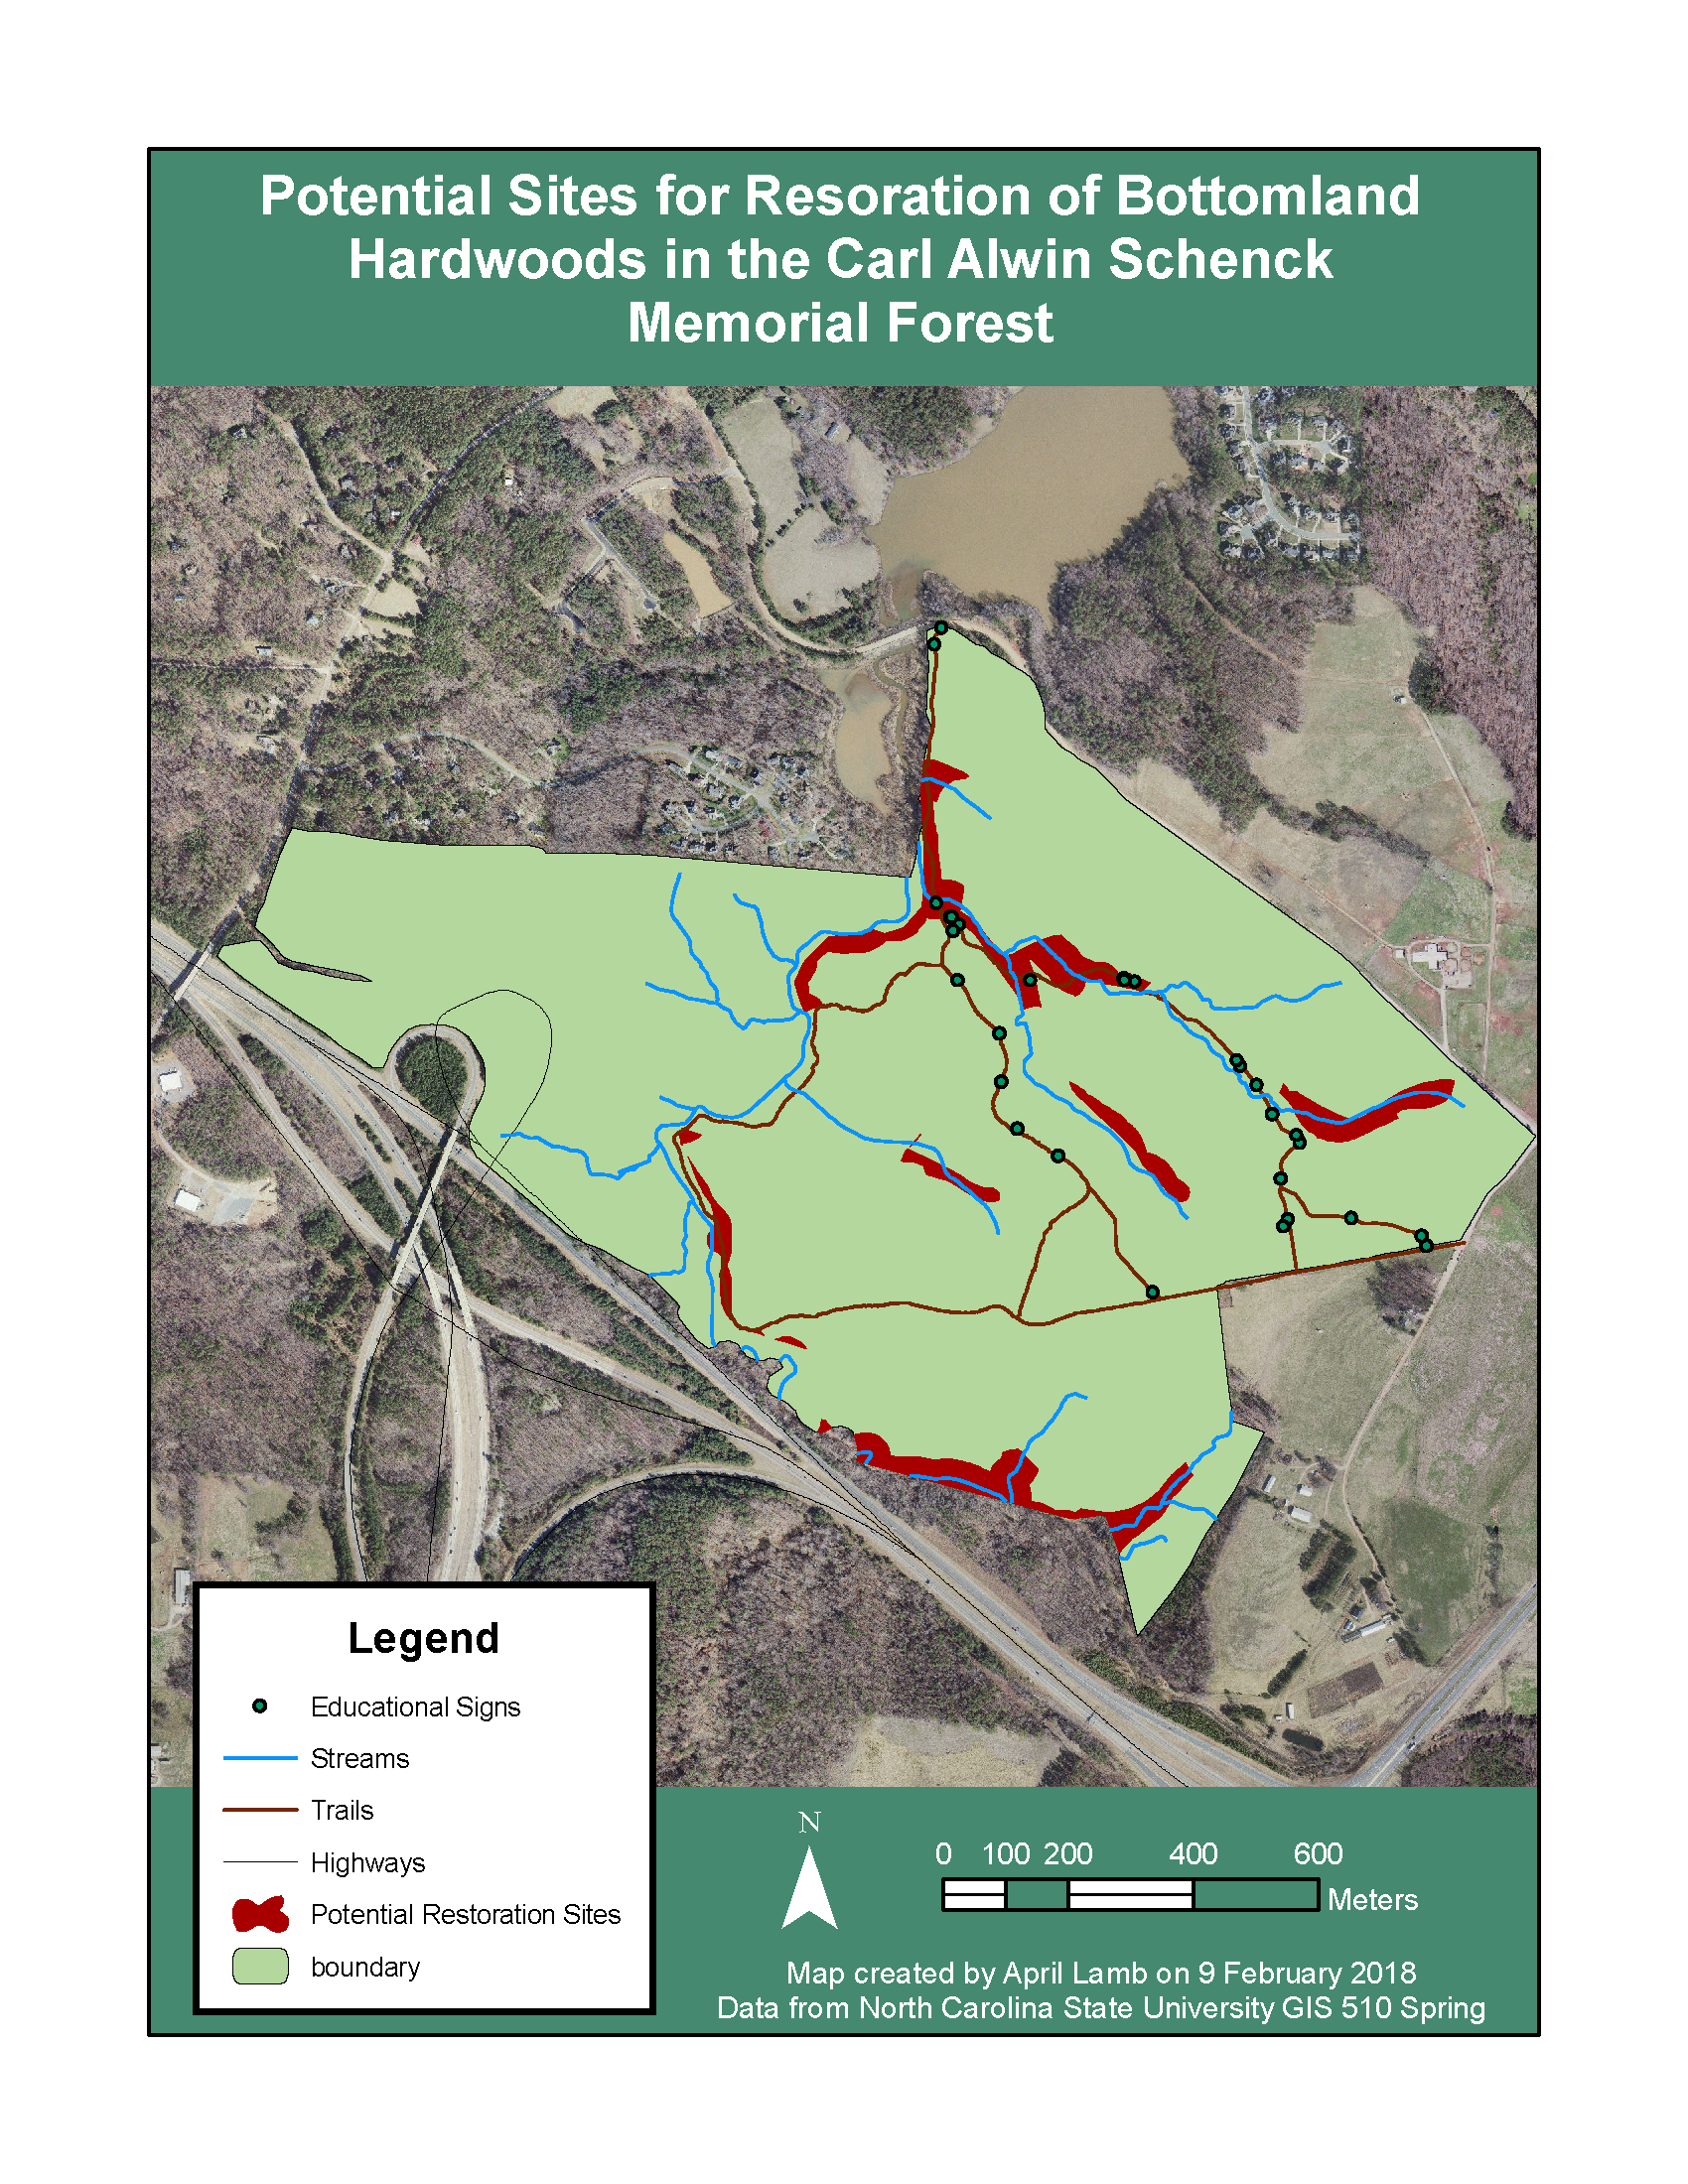 Potential Sites for Resoration of Bottomland
Hardwoods in the Carl Alwin Schenck
Memorial Forest
Legend
Educational Signs
Streams
Trails
Highways
Potential Restoration Sites
boundary
N
0 100 200 400 600
Meters
Map created by April Lamb on 9 February 2018
Data from North Carolina State University GIS 510 Spring